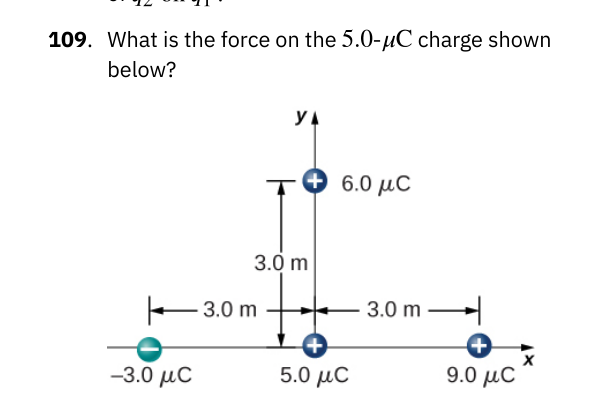 109. What is the force on the 5.0-μC charge shown
below?
y
6.0 μC
3.0 m
3.0 m
3.0 m
x
–3.0 μC
5.0 μC
9.0 μC